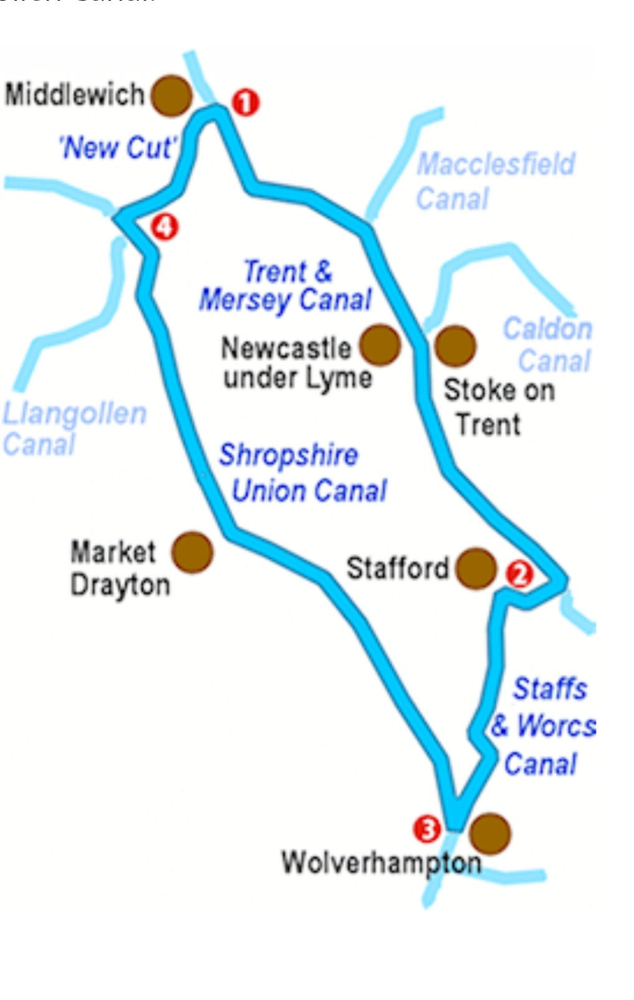 Canal.
Middlewich
1
'New Cut'
Macclesfield
Canal
4
Trent &
Mersey Canal
Caldon
Canal
Newcastle
under Lyme
Stoke on
Trent
Llangollen
Canal
Shropshire
Union Canal
Market
Drayton
Stafford
2
Staffs
& Worcs
Canal
3
Wolverhampton